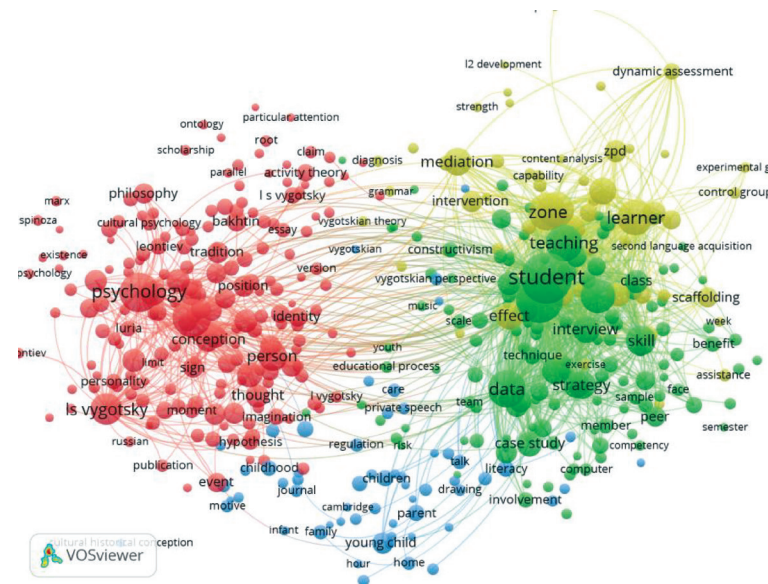 l2 development
dynamic assessment
strength
particular attention
ontology
root
scholarship
claim
parallel
activity theory
diagnosis
mediation
content analysis
zpd
capability
experimental g
control group
marx
philosophy
l s vygotsky
grammar
intervention
spinoza
cultural psychology
bakhtin
essay
vygotskian theory
zone
learner
leontiev
tradition
vygotskian
constructivism
teaching
second language acquisition
existence
psychology
version
position
vygotskian perspective
student
class
psychology
music
scaffolding
luria
identity
scale
effect
interview
skill
week
conception
benefit
ontiev
limit
sign
person
youth
technique
educational process
exercise
assistance
personality
thought
l vygotsky
care
data
strategy
sample
face
ls vygotsky
moment
imagination
private speech
team
peer
member
semester
russian
hypothesis
regulation
risk
case study
competency
publication
childhood
talk
literacy
computer
event
journal
children
drawing
involvement
motive
cambridge
parent
infant
family
young child
cultural historical conception
hour
home
VOSviewer